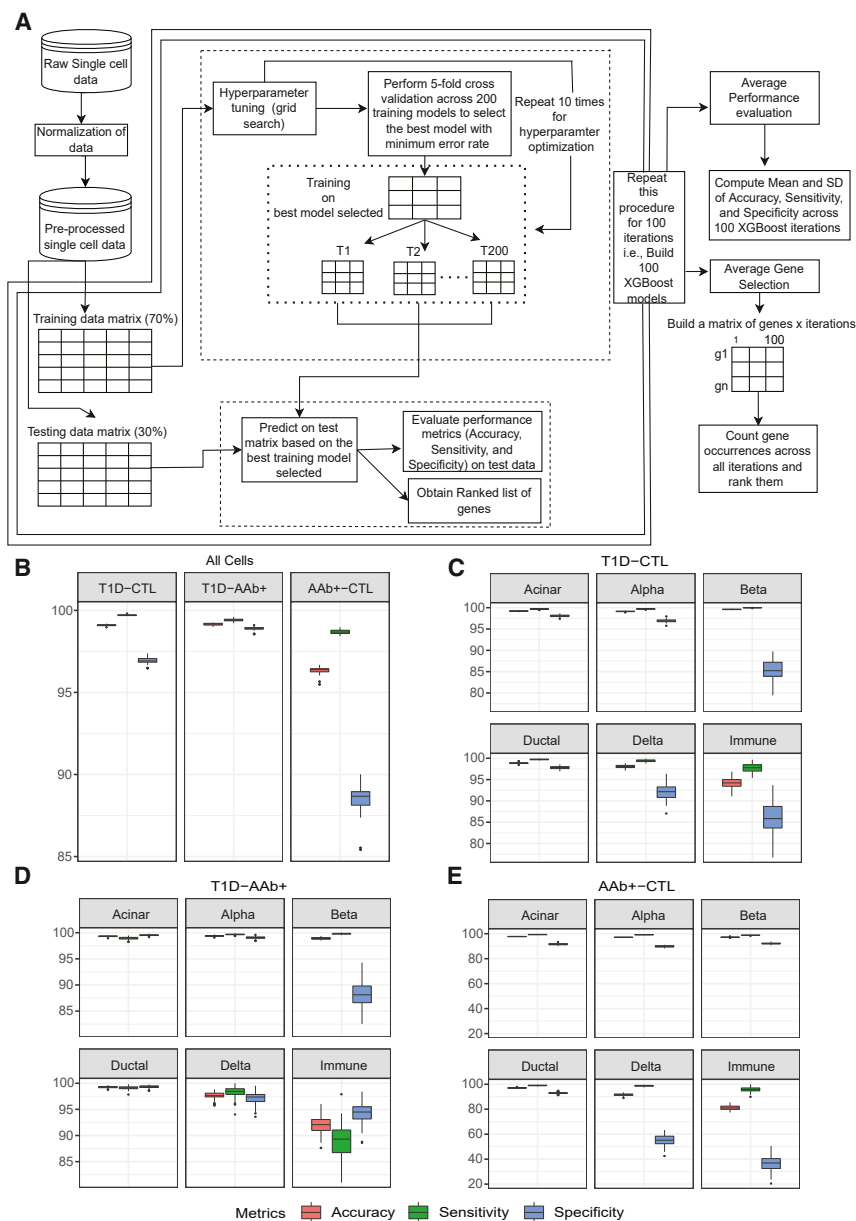 A
Raw Single cell
data
Normalization of
data
Pre-processed
single cell data
Training data matrix (70%)
Testing data matrix (30%)
Hyperparameter
tuning (grid
search)
Perform 5-fold cross
validation across 200
training models to select
the best model with
minimum error rate
Repeat 10 times
for
hyperparamter
optimization
Training
on
best model selected
T1
T2
T200
Predict on test
matrix based on the
best training model
selected
Evaluate performance
metrics (Accuracy,
Sensitivity, and
Specificity) on test data
Obtain Ranked list of
genes
Repeat
this
procedure
for 100
iterations
i.e., Build
100
XGBoost
models
Average
Performance
evaluation
Compute Mean and SD
of Accuracy, Sensitivity,
and Specificity across
100 XGBoost iterations
Average Gene
Selection
Build a matrix of genes x iterations
1 100
g1
gn
Count gene
occurrences across
all iterations and
rank them
B
All Cells
T1D−CTL T1D−AAb+ AAb+−CTL
100
95
90
85
C
T1D−CTL
Acinar Alpha Beta
100
95
90
85
80
Ductal Delta Immune
100
95
90
85
80
D
T1D−AAb+
Acinar Alpha Beta
100
95
90
85
Ductal Delta Immune
100
95
90
85
E
AAb+−CTL
Acinar Alpha Beta
100
80
60
40
20
Ductal Delta Immune
100
80
60
40
20
Metrics Accuracy Sensitivity Specificity